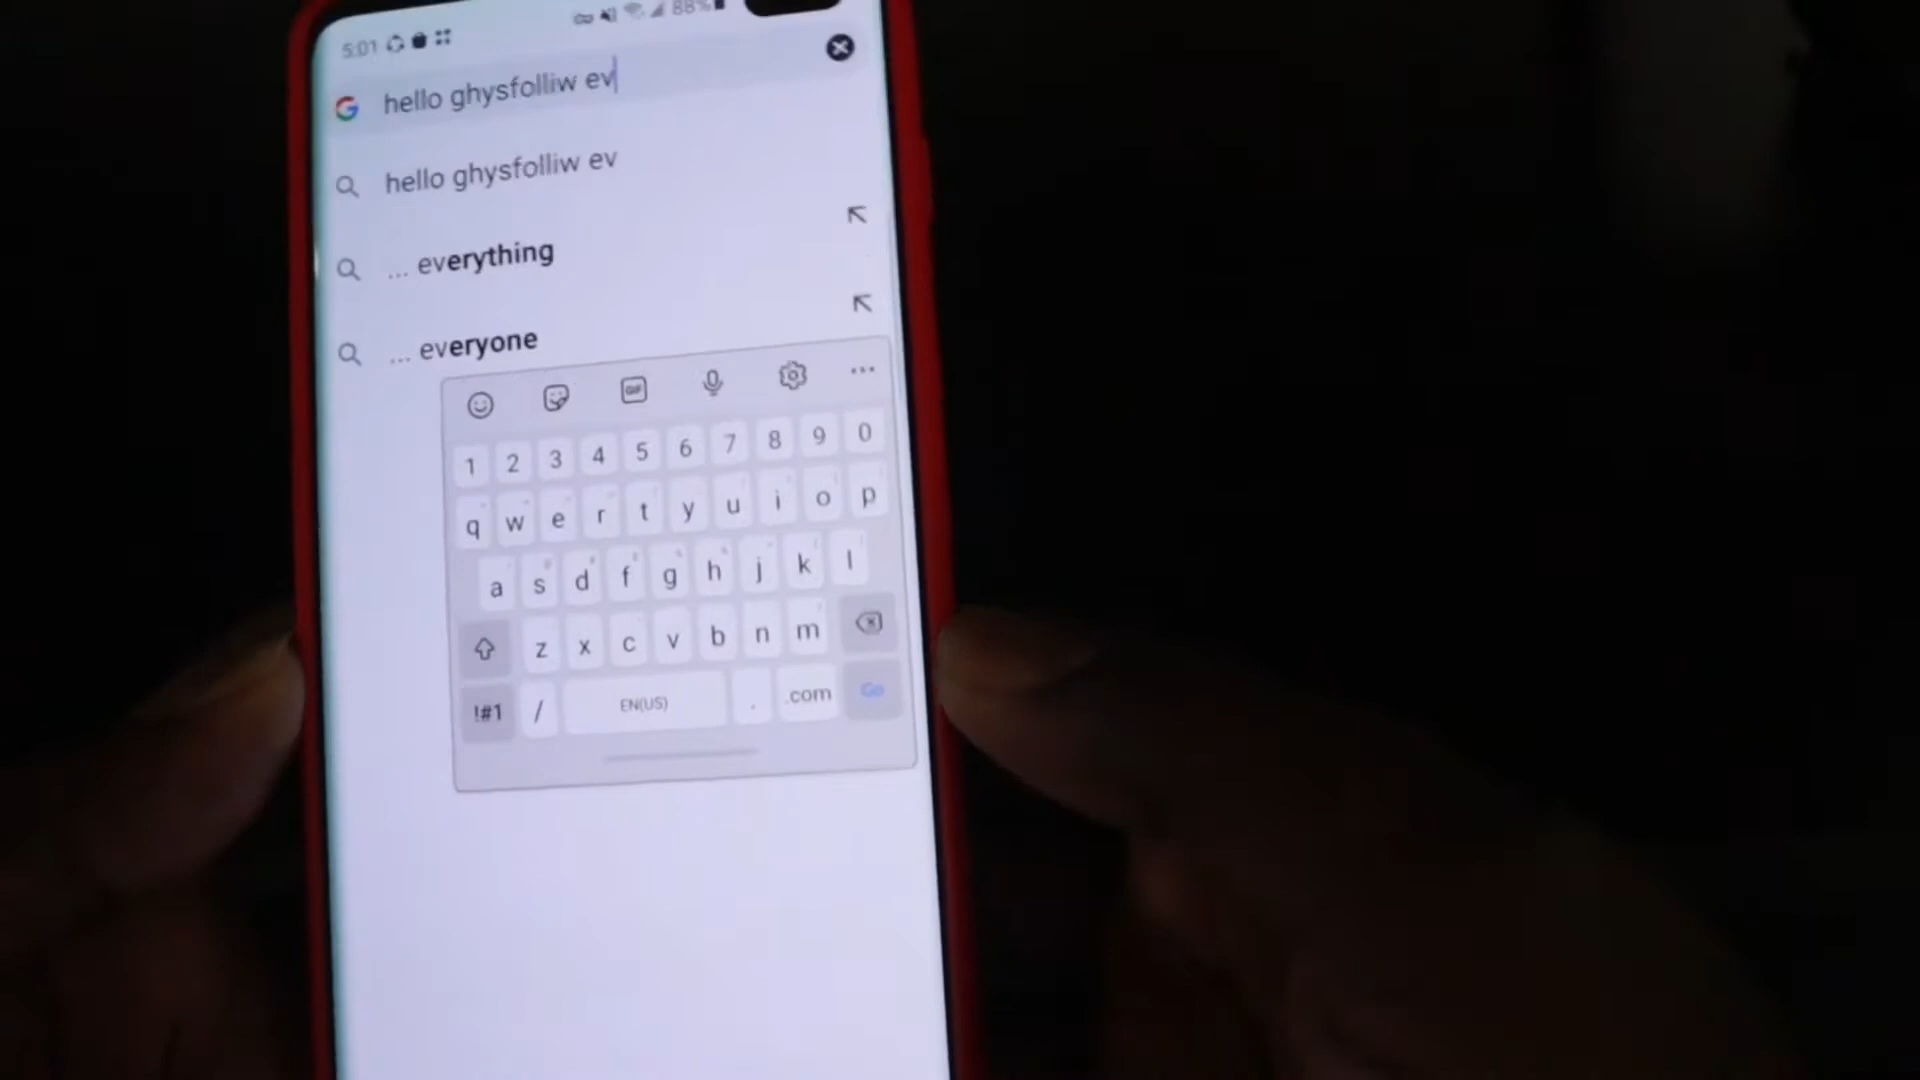 5:01 88%
hello ghysfolliw ev
hello ghysfolliw ev
... everything
... everyone
GIF
1 2 3 4 5 6 7 8 9 0
q w e r t y u i o p
a s d f g h j k l
z x c v b n m
!#1 / EN(US) . .com Go